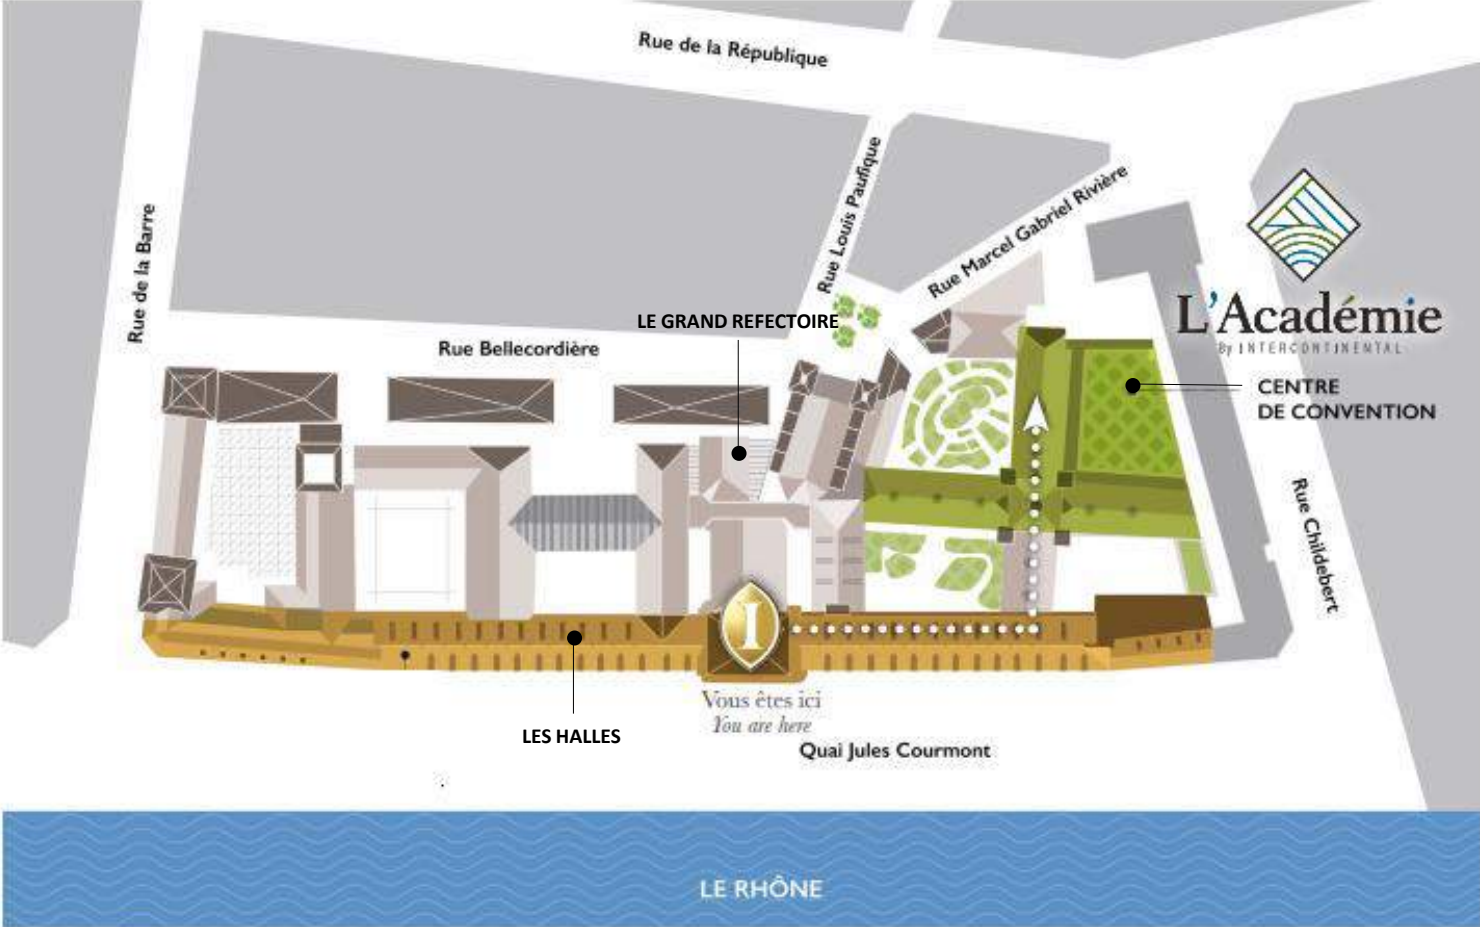 Rue de la République
Rue de la Barre
Rue Louis Paufique
Rue Marcel Gabriel Rivière
L'Académie
By INTERCONTINENTAL
LE GRAND REFECTOIRE
Rue Bellecordière
CENTRE
DE CONVENTION
Rue Childebert
I
Vous êtes ici
You are here
LES HALLES
Quai Jules Courmont
LE RHÔNE